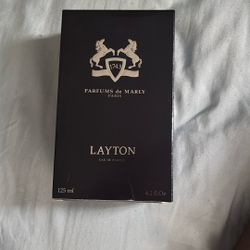 1743
PARFUMS de MARLY
PARIS
LAYTON
EAU DE PARFUM
125 ml
4.2 fl.Oz